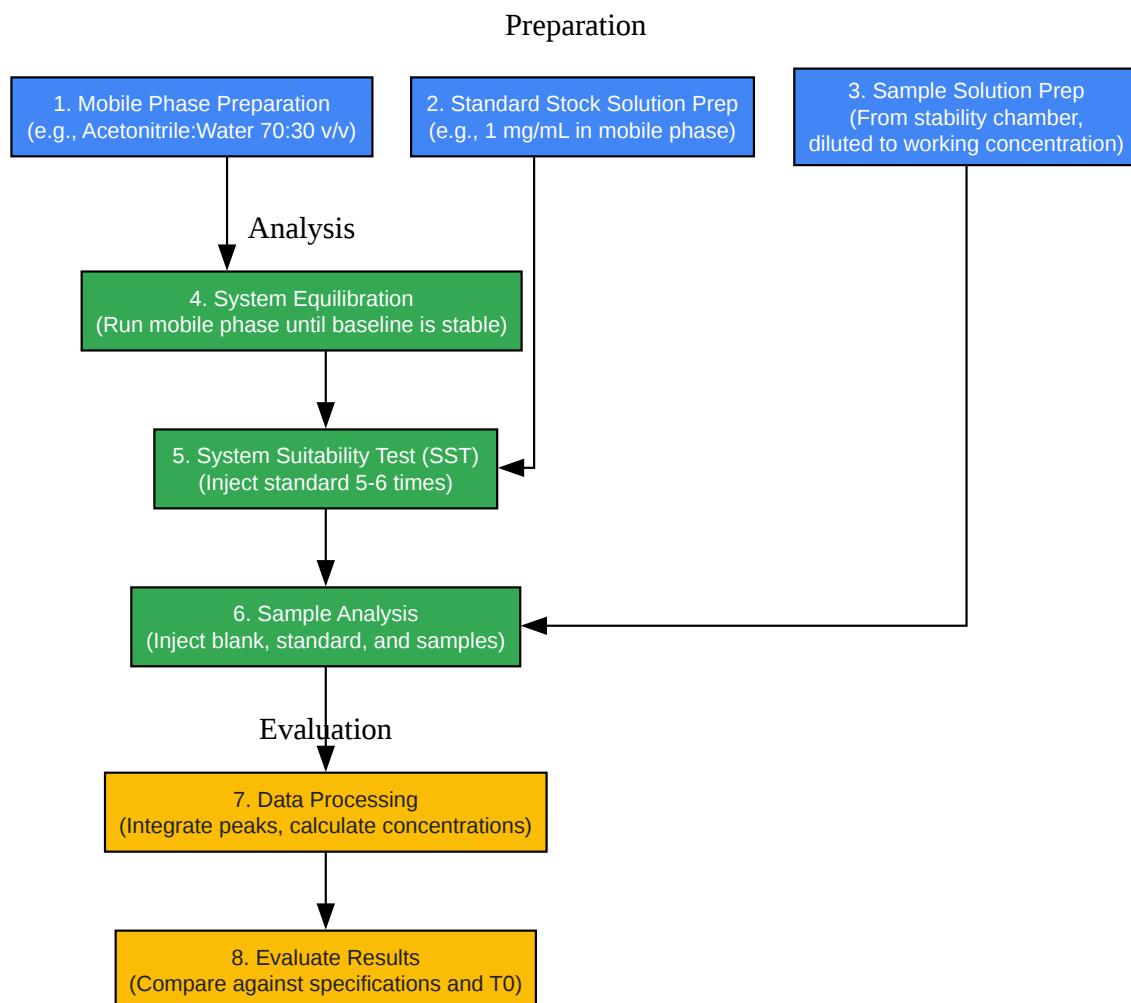 Preparation
1. Mobile Phase Preparation
(e.g., Acetonitrile:Water 70:30 v/v)
2. Standard Stock Solution Prep
(e.g., 1 mg/mL in mobile phase)
3. Sample Solution Prep
(From stability chamber,
diluted to working concentration)
Analysis
4. System Equilibration
(Run mobile phase until baseline is stable)
5. System Suitability Test (SST)
(Inject standard 5-6 times)
6. Sample Analysis
(Inject blank, standard, and samples)
Evaluation
7. Data Processing
(Integrate peaks, calculate concentrations)
8. Evaluate Results
(Compare against specifications and T0)